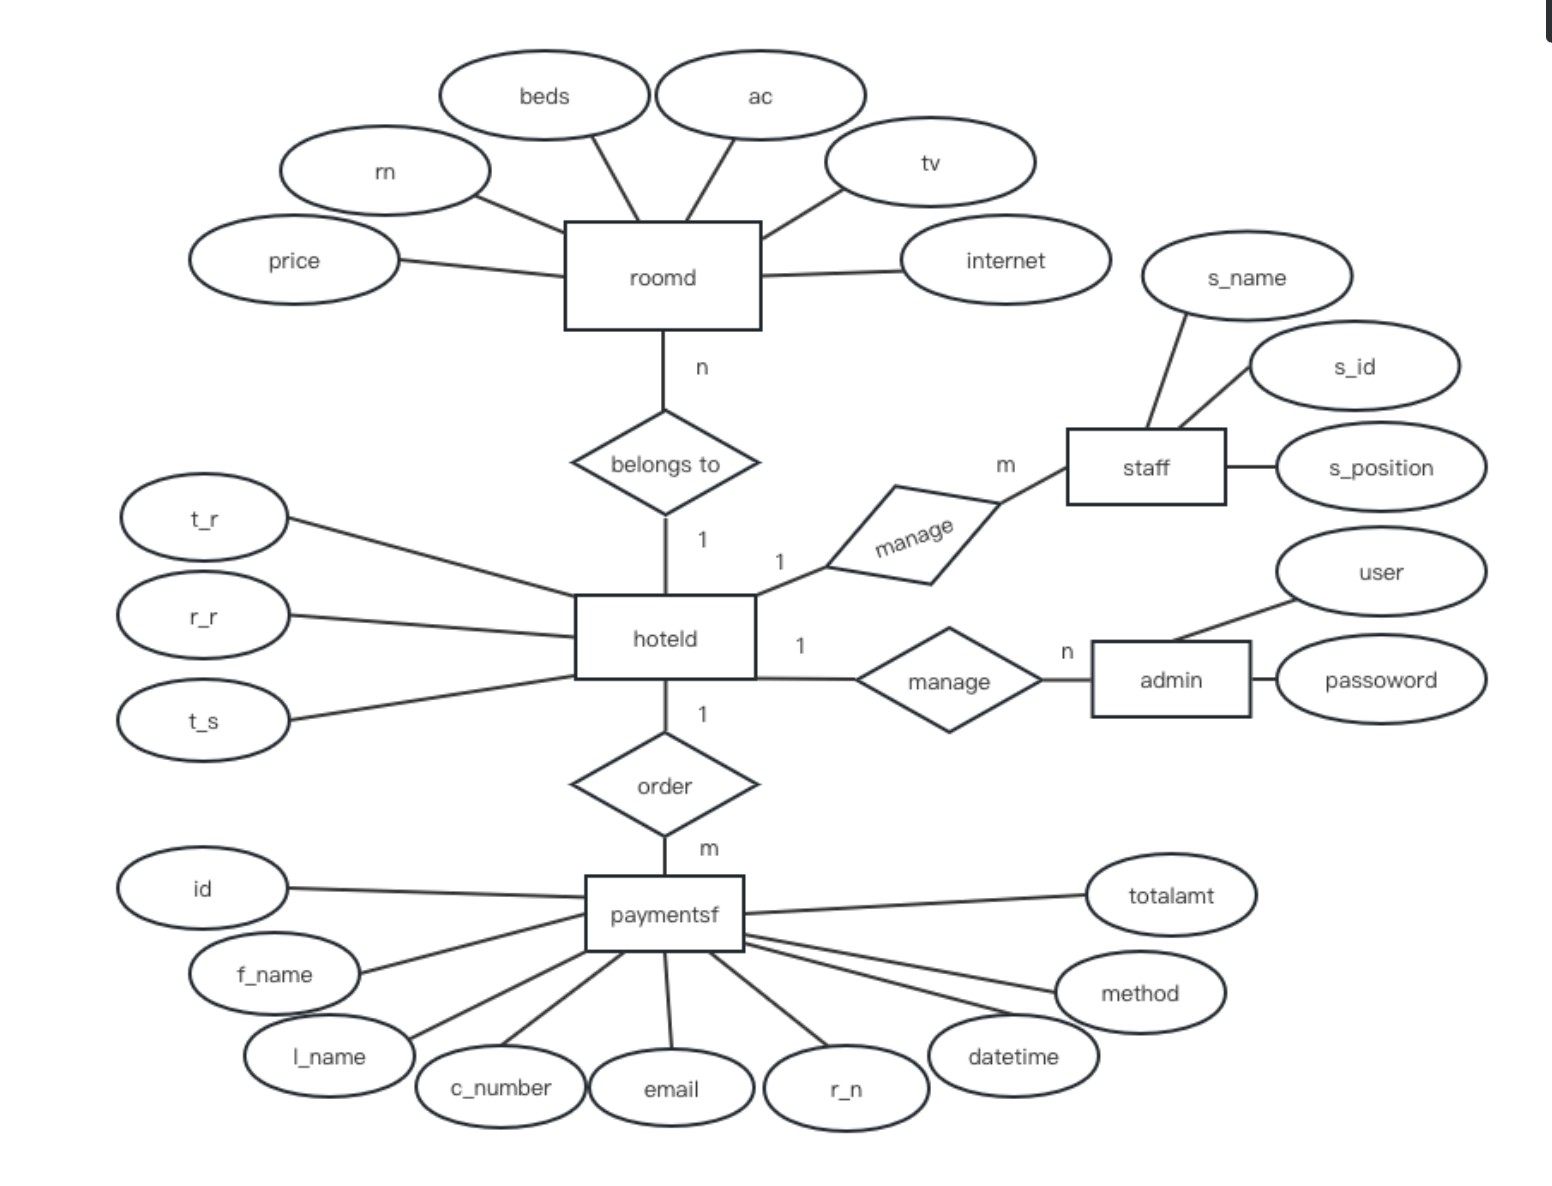 beds
ac
rn
tv
price
roomd
internet
s_name
n
s_id
belongs to
m
staff
s_position
t_r
manage
1
1
user
r_r
hoteld
1
n
manage
admin
passoword
t_s
1
order
m
id
totalamt
paymentsf
f_name
method
l_name
datetime
c_number
email
r_n